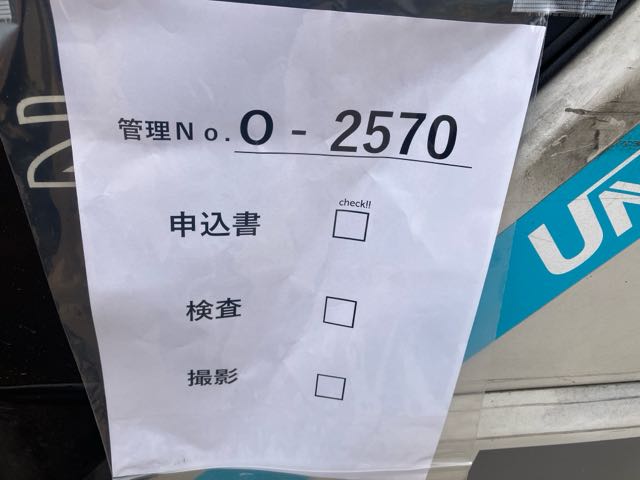 管理No. O - 2570
check!!
申込書 □
検査 □
撮影 □